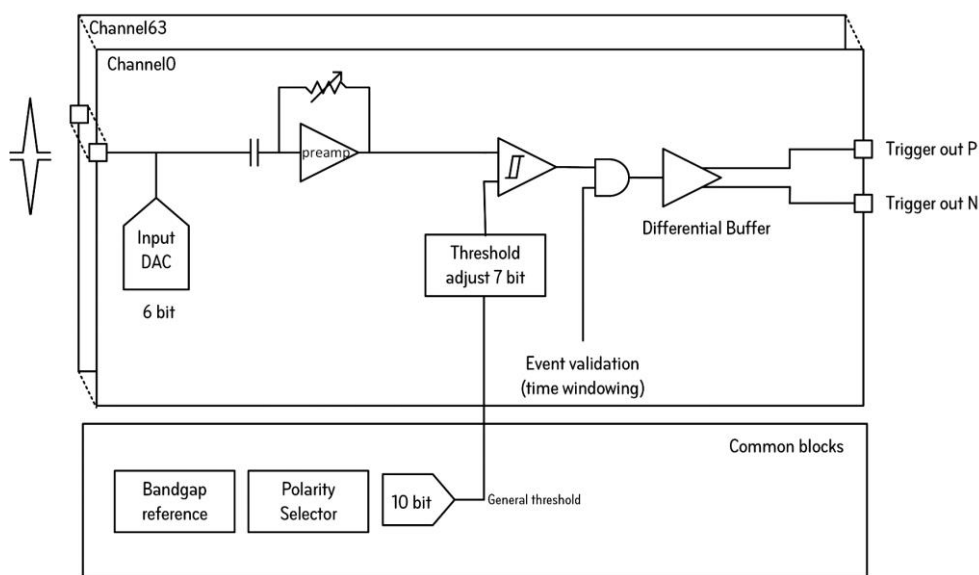 Channel63
Channel0
preamp
Trigger out P
Trigger out N
Differential Buffer
Input
DAC
6 bit
Threshold
adjust 7 bit
Event validation
(time windowing)
Common blocks
Bandgap
reference
Polarity
Selector
10 bit
General threshold